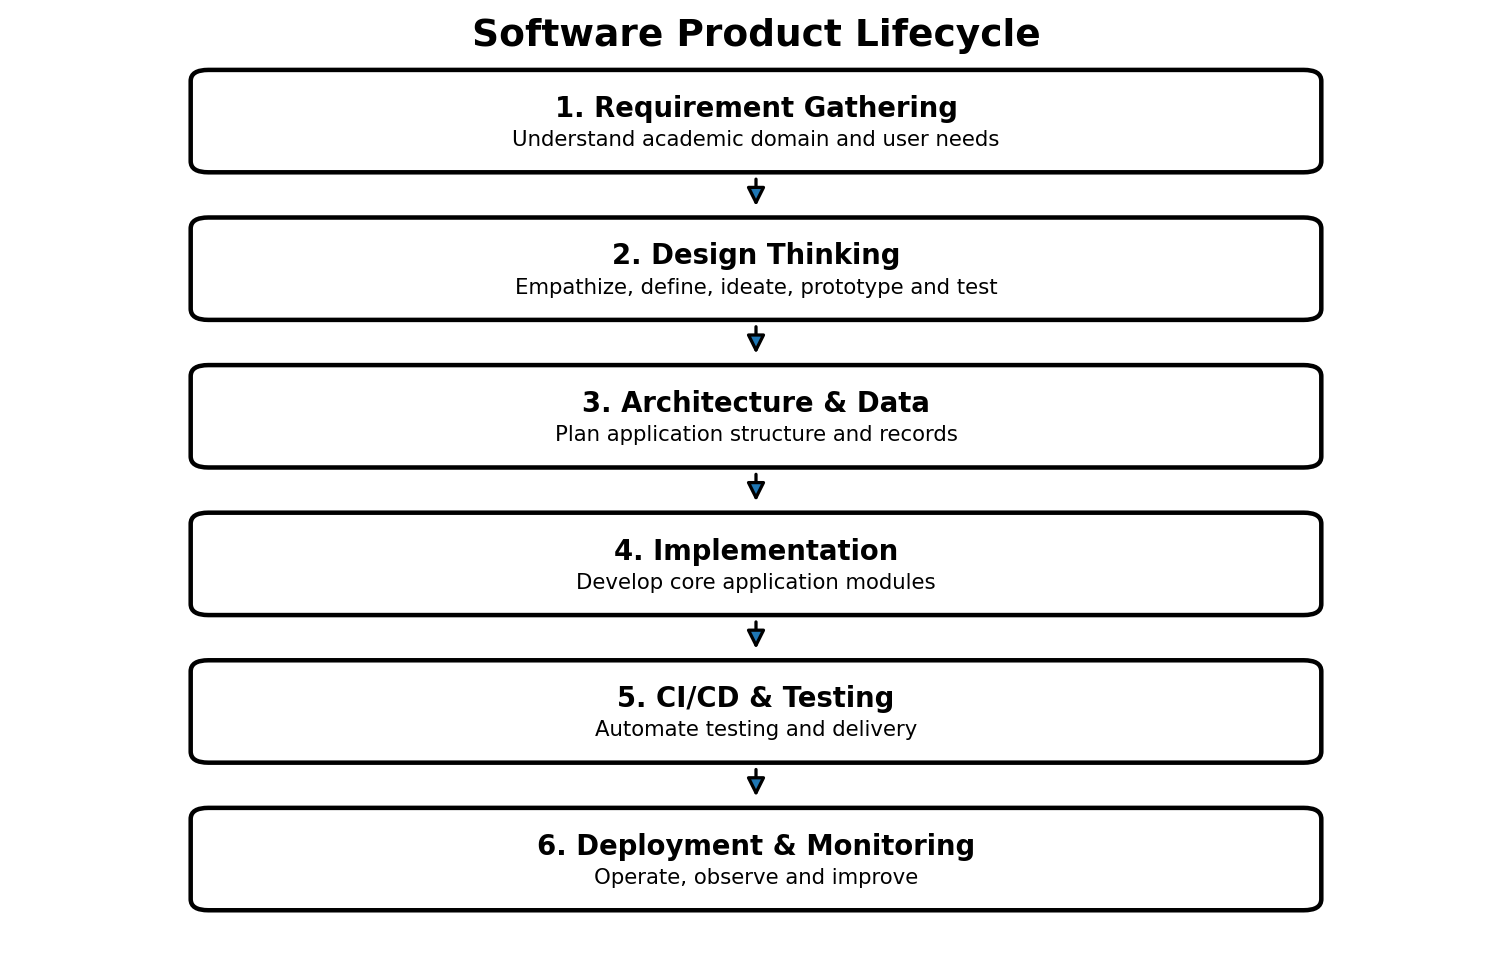 Software Product Lifecycle
1. Requirement Gathering
Understand academic domain and user needs
2. Design Thinking
Empathize, define, ideate, prototype and test
3. Architecture & Data
Plan application structure and records
4. Implementation
Develop core application modules
5. CI/CD & Testing
Automate testing and delivery
6. Deployment & Monitoring
Operate, observe and improve